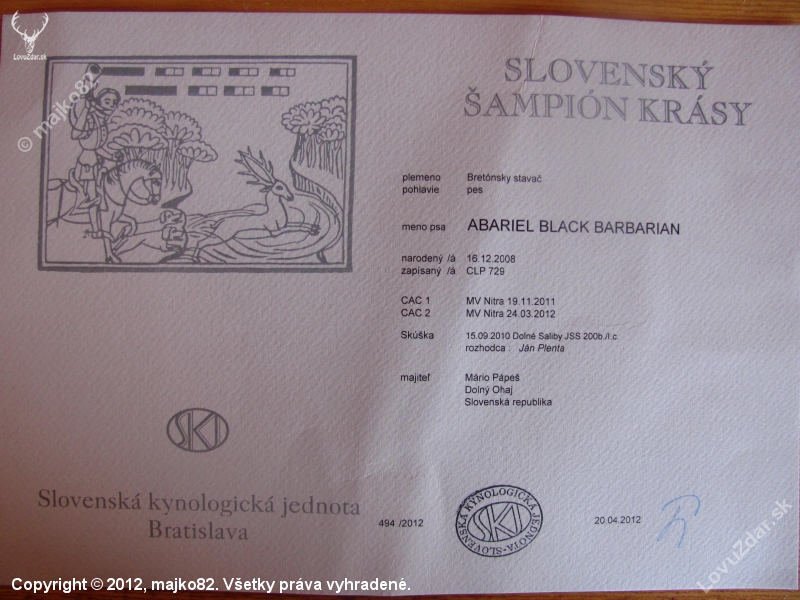 LovuZdar.sk
© majko82
SLOVENSKÝ
ŠAMPIÓN KRÁSY
plemeno Bretónsky stavač
pohlavie pes
meno psa ABARIEL BLACK BARBARIAN
narodený /á 16.12.2008
zapísaný /á CLP 729
CAC 1 MV Nitra 19.11.2011
CAC 2 MV Nitra 24.03.2012
Skúška 15.09.2010 Dolné Saliby JSS 200b./I.c
rozhodca : Ján Plenta
majiteľ Mário Pápeš
Dolný Ohaj
Slovenská republika
SKJ
Slovenská kynologická jednota
Bratislava
494 /2012
SLOVENSKÁ KYNOLOGICKÁ JEDNOTA
SKJ
20.04.2012
LovuZdar.sk
Copyright © 2012, majko82. Všetky práva vyhradené.